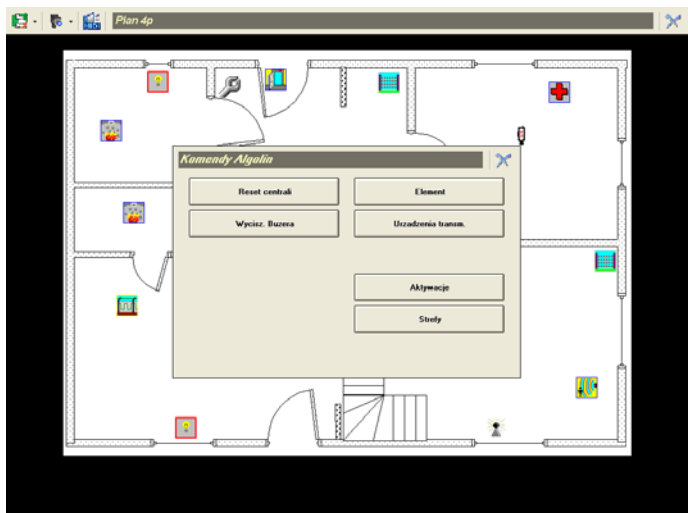 Plan 4p
Komendy Algolin
Reset centrali
Element
Wycisz. Buzera
Urzadzenia transm.
Aktywacje
Strefy